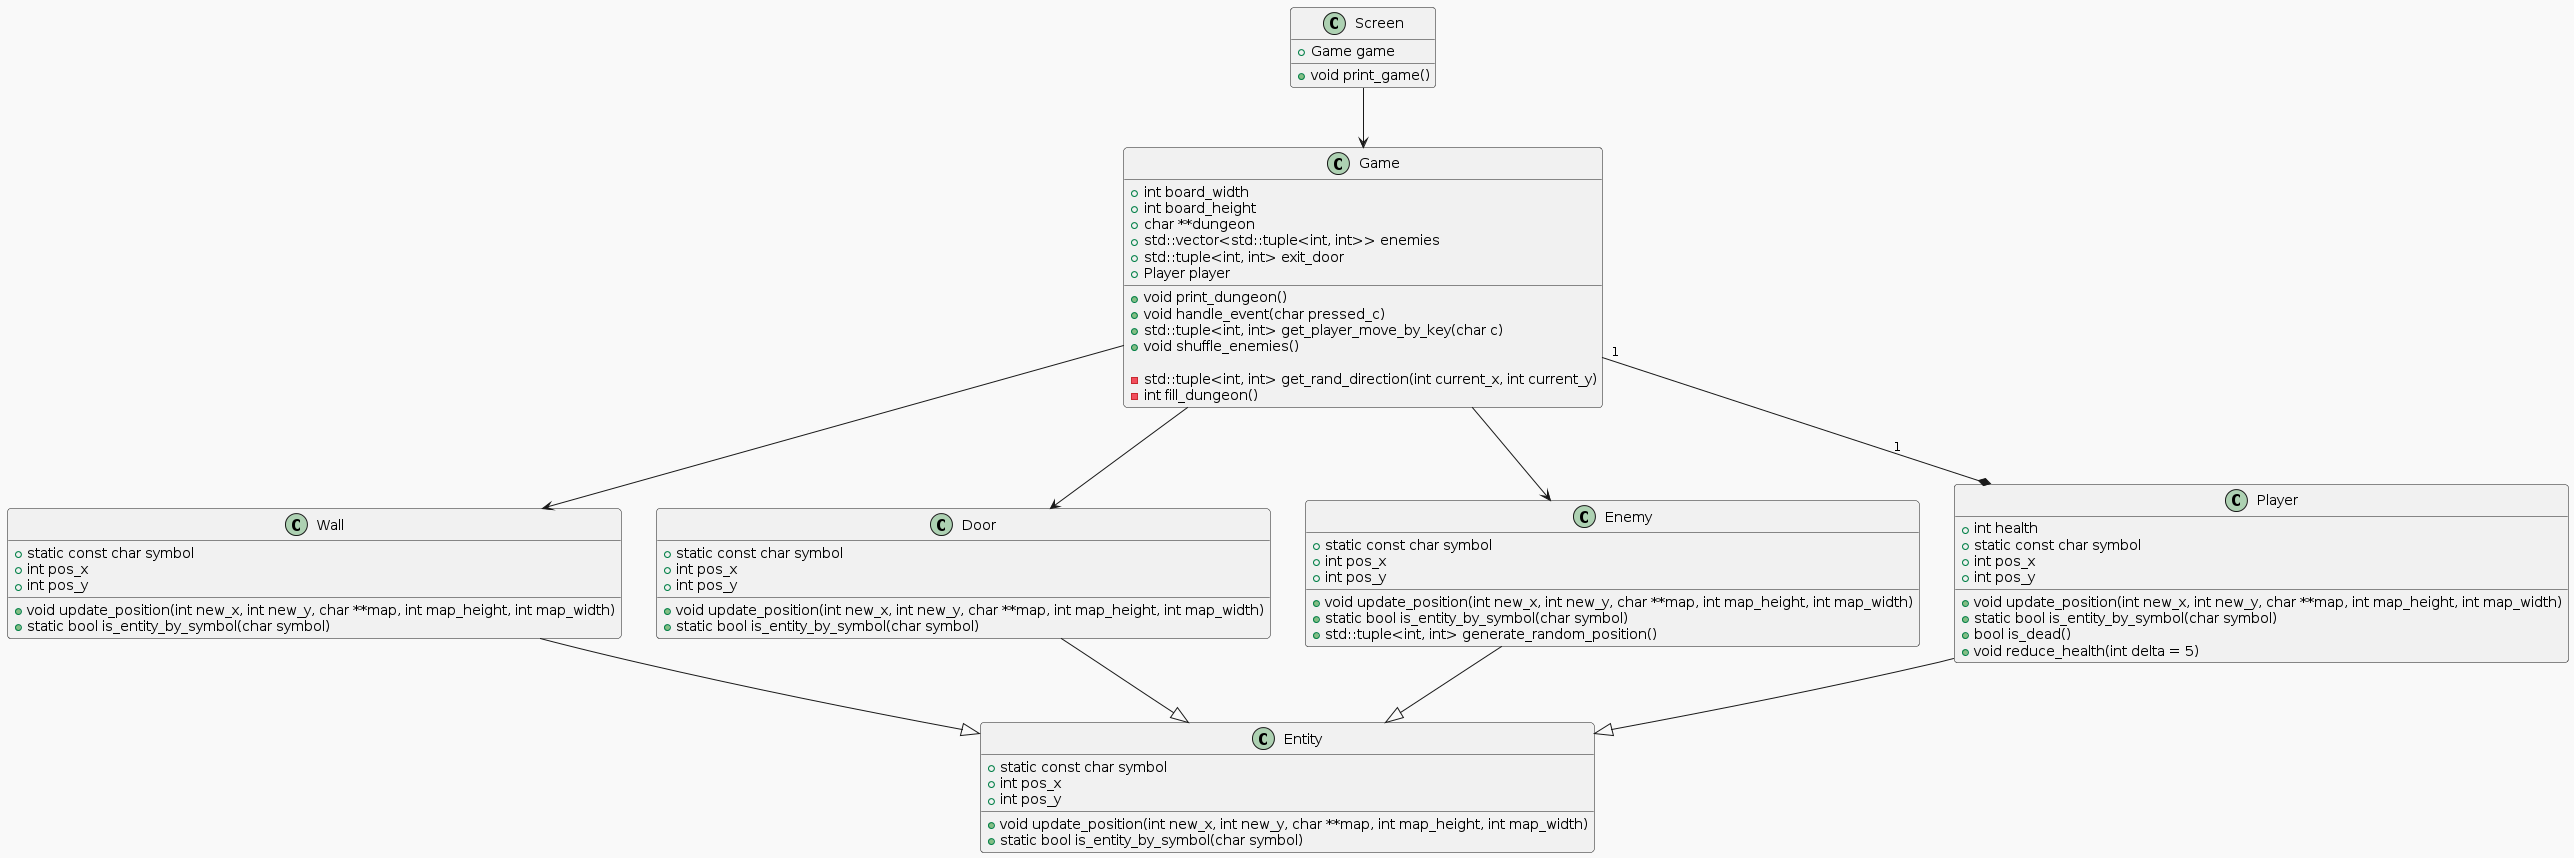 C Screen
Game game
void print_game()
C Game
int board_width
int board_height
char **dungeon
std::vector<std::tuple<int, int>> enemies
std::tuple<int, int> exit_door
Player player
void print_dungeon()
void handle_event(char pressed_c)
std::tuple<int, int> get_player_move_by_key(char c)
void shuffle_enemies()
std::tuple<int, int> get_rand_direction(int current_x, int current_y)
int fill_dungeon()
1
1
C Wall
static const char symbol
int pos_x
int pos_y
void update_position(int new_x, int new_y, char **map, int map_height, int map_width)
static bool is_entity_by_symbol(char symbol)
C Door
static const char symbol
int pos_x
int pos_y
void update_position(int new_x, int new_y, char **map, int map_height, int map_width)
static bool is_entity_by_symbol(char symbol)
C Enemy
static const char symbol
int pos_x
int pos_y
void update_position(int new_x, int new_y, char **map, int map_height, int map_width)
static bool is_entity_by_symbol(char symbol)
std::tuple<int, int> generate_random_position()
C Player
int health
static const char symbol
int pos_x
int pos_y
void update_position(int new_x, int new_y, char **map, int map_height, int map_width)
static bool is_entity_by_symbol(char symbol)
bool is_dead()
void reduce_health(int delta = 5)
C Entity
static const char symbol
int pos_x
int pos_y
void update_position(int new_x, int new_y, char **map, int map_height, int map_width)
static bool is_entity_by_symbol(char symbol)